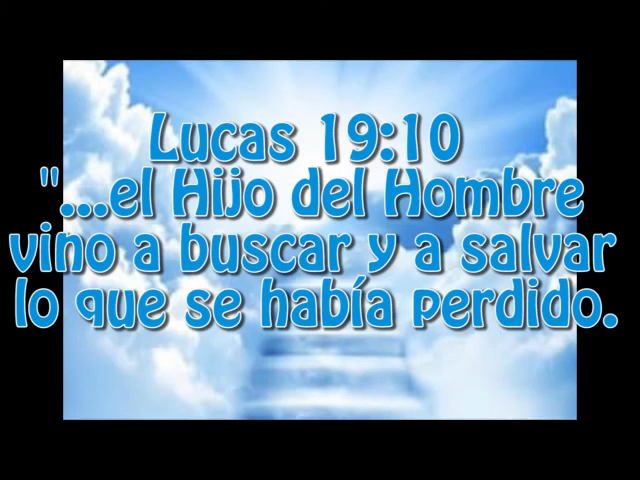 Lucas 19:10
"...el Hijo del Hombre
vino a buscar y a salvar
lo que se había perdido.